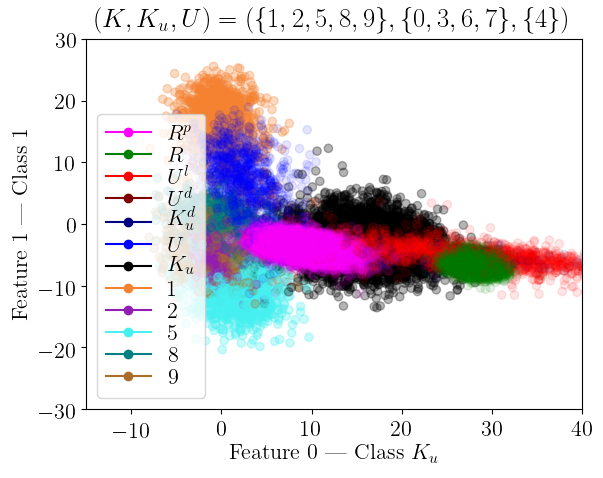 (K, K_u, U) = ({1, 2, 5, 8, 9}, {0, 3, 6, 7}, {4})
30
20
10
0
−10
−20
−30
Feature 1 — Class 1
R^p
R
U^l
U^d
K_u^d
U
K_u
1
2
5
8
9
−10
0
10
20
30
40
Feature 0 — Class K_u